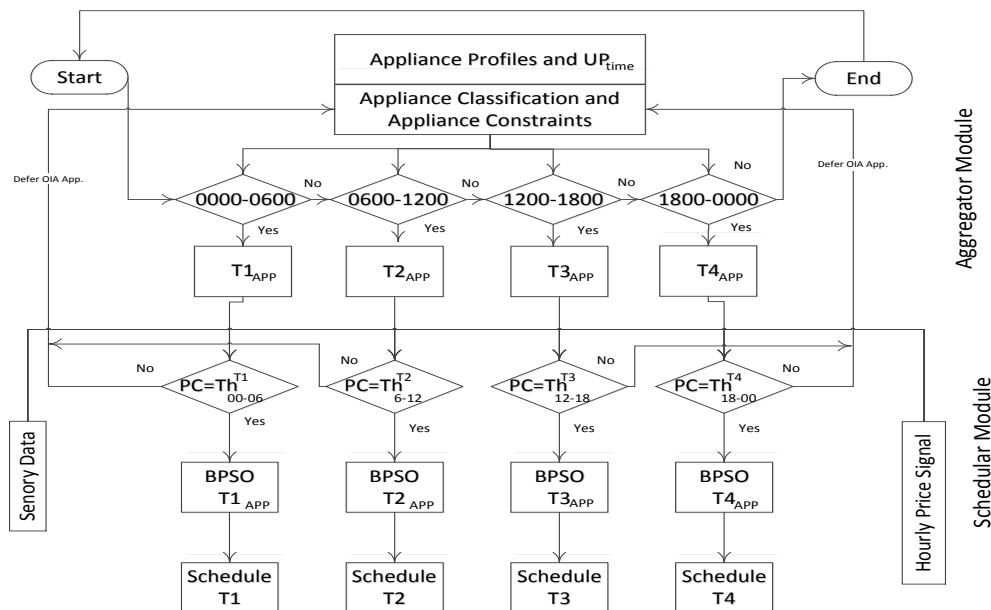 Start
Appliance Profiles and UPtime
End
Appliance Classification and
Appliance Constraints
Aggregator Module
Defer OIA App.
Defer OIA App.
0000-0600
No
0600-1200
No
1200-1800
No
1800-0000
No
Yes
Yes
Yes
Yes
T1APP
T2APP
T3APP
T4APP
No
PC=ThT1
00-06
No
PC=ThT2
6-12
PC=ThT3
12-18
No
PC=ThT4
18-00
No
Yes
Yes
Yes
Yes
Senory Data
BPSO
T1APP
BPSO
T2APP
BPSO
T3APP
BPSO
T4APP
Hourly Price Signal
Schedular Module
Schedule
T1
Schedule
T2
Schedule
T3
Schedule
T4